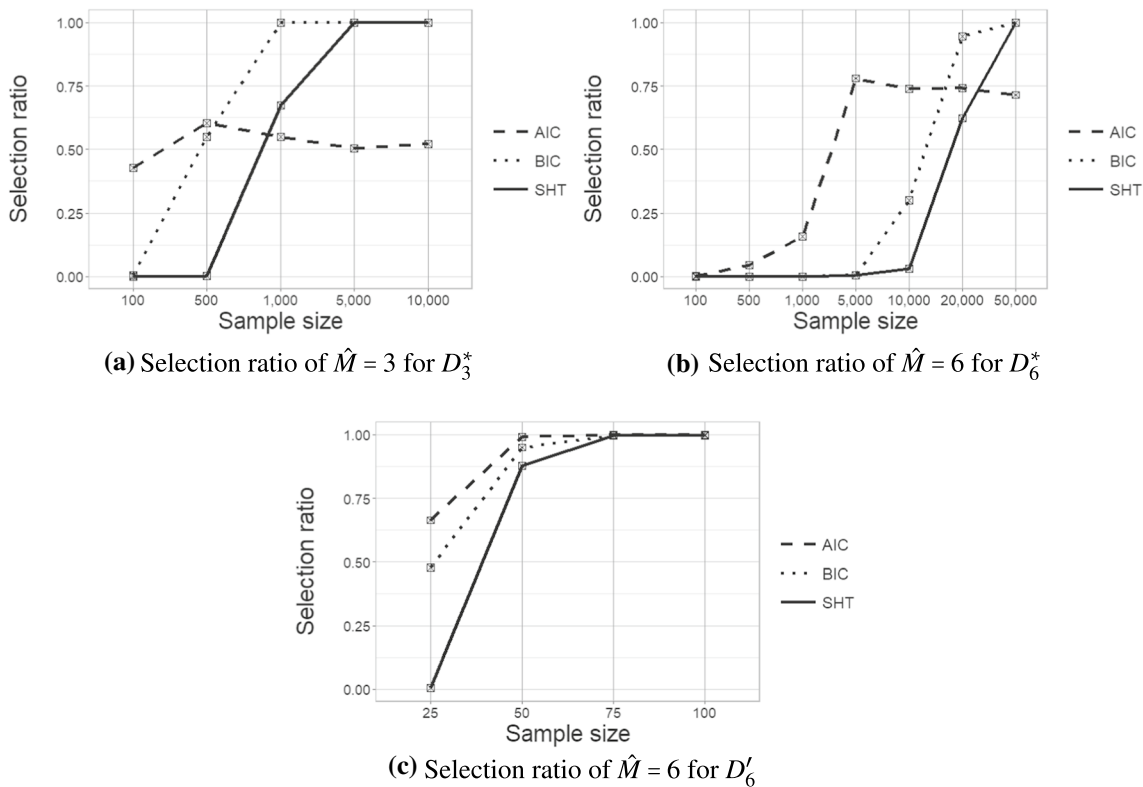 1.00
0.75
0.50
0.25
0.00
Selection ratio
100 500 1,000 5,000 10,000
Sample size
AIC
BIC
SHT
(a) Selection ratio of M̂ = 3 for D₃*
1.00
0.75
0.50
0.25
0.00
Selection ratio
100 500 1,000 5,000 10,000 20,000 50,000
Sample size
AIC
BIC
SHT
(b) Selection ratio of M̂ = 6 for D₆*
1.00
0.75
0.50
0.25
0.00
Selection ratio
25 50 75 100
Sample size
AIC
BIC
SHT
(c) Selection ratio of M̂ = 6 for D₆′